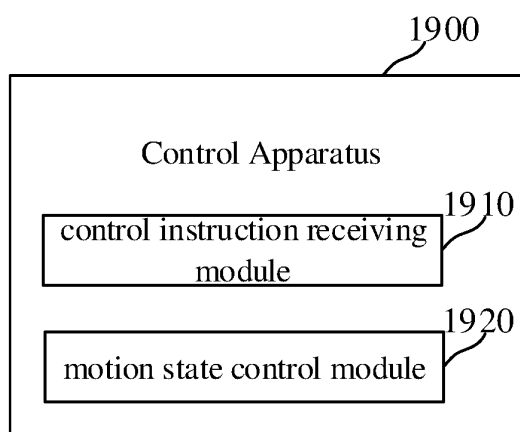 1900
Control Apparatus
1910
control instruction receiving
module
1920
motion state control module